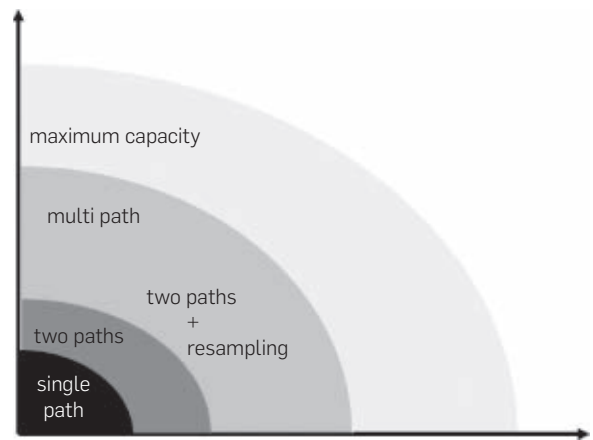 maximum capacity
multi path
two paths
+
resampling
two paths
single
path